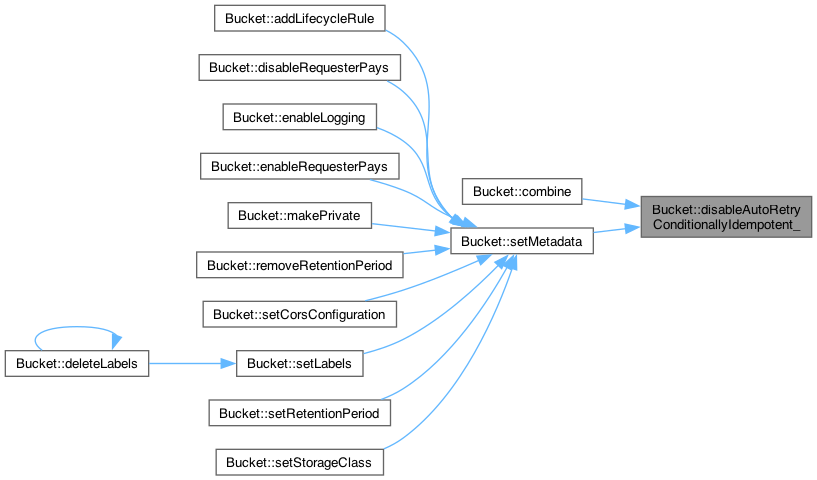 Bucket::addLifecycleRule
Bucket::disableRequesterPays
Bucket::enableLogging
Bucket::enableRequesterPays
Bucket::combine
Bucket::disableAutoRetry
ConditionallyIdempotent_
Bucket::makePrivate
Bucket::setMetadata
Bucket::removeRetentionPeriod
Bucket::setCorsConfiguration
Bucket::deleteLabels
Bucket::setLabels
Bucket::setRetentionPeriod
Bucket::setStorageClass